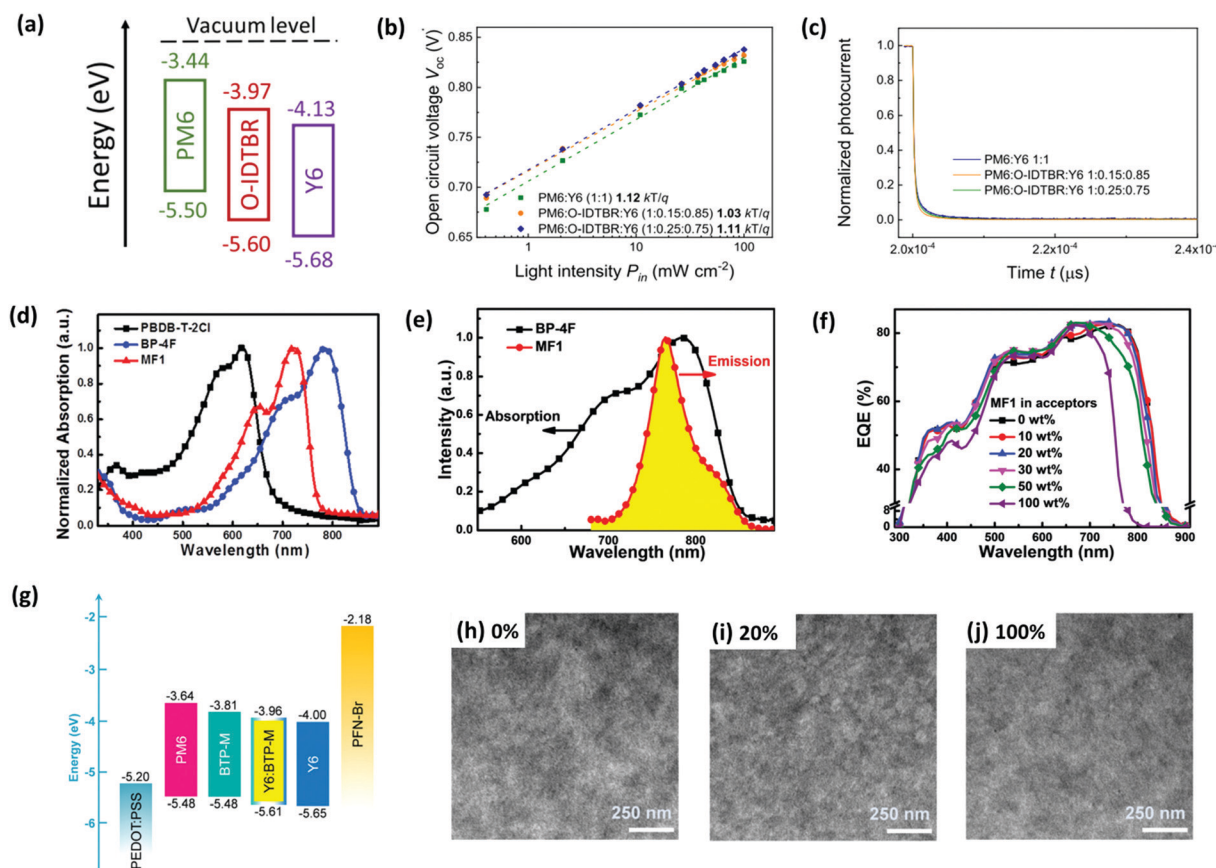 (a)
Vacuum level
Energy (eV)
-3.44
PM6
-5.50
-3.97
O-IDTBR
-5.60
-4.13
Y6
-5.68
(b)
Open circuit voltage Voc (V)
0.85
0.80
0.75
0.70
0.65
PM6:Y6 (1:1) 1.12 kT/q
PM6:O-IDTBR:Y6 (1:0.15:0.85) 1.03 kT/q
PM6:O-IDTBR:Y6 (1:0.25:0.75) 1.11 kT/q
1 10 100
Light intensity Pin (mW cm-2)
(c)
Normalized photocurrent
1.0
0.8
0.6
0.4
0.2
0.0
PM6:Y6 1:1
PM6:O-IDTBR:Y6 1:0.15:0.85
PM6:O-IDTBR:Y6 1:0.25:0.75
2.0×10-4 2.2×10-4 2.4×10-4
Time t (μs)
(d)
Normalized Absorption (a.u.)
1.0
0.8
0.6
0.4
0.2
0.0
PBDB-T-2Cl
BP-4F
MF1
400 500 600 700 800
Wavelength (nm)
(e)
Intensity (a.u.)
1.0
0.8
0.6
0.4
0.2
0.0
BP-4F
MF1
Emission
Absorption
600 700 800
Wavelength (nm)
(f)
EQE (%)
80
60
40
8
0
MF1 in acceptors
0 wt%
10 wt%
20 wt%
30 wt%
50 wt%
100 wt%
300 400 500 600 700 800 900
Wavelength (nm)
(g)
Energy (eV)
-2
-3
-4
-5
-6
-5.20
PEDOT:PSS
-3.64
PM6
-5.48
-3.81
BTP-M
-5.48
-3.96
Y6:BTP-M
-5.61
-4.00
Y6
-5.65
-2.18
PFN-Br
(h) 0%
250 nm
(i) 20%
250 nm
(j) 100%
250 nm